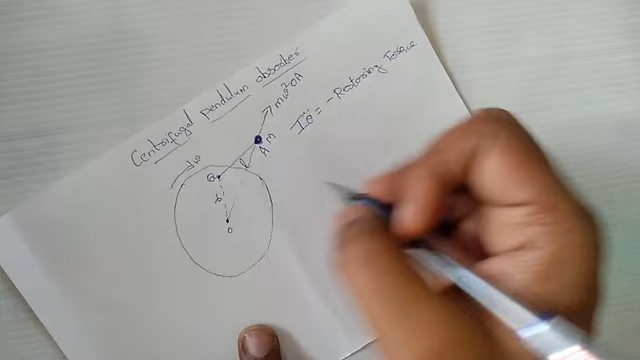 Centrifugal pendulum absorber
mω²OA
Iθ̈ = - Restoring Torque
m
A
ω
l
b
O